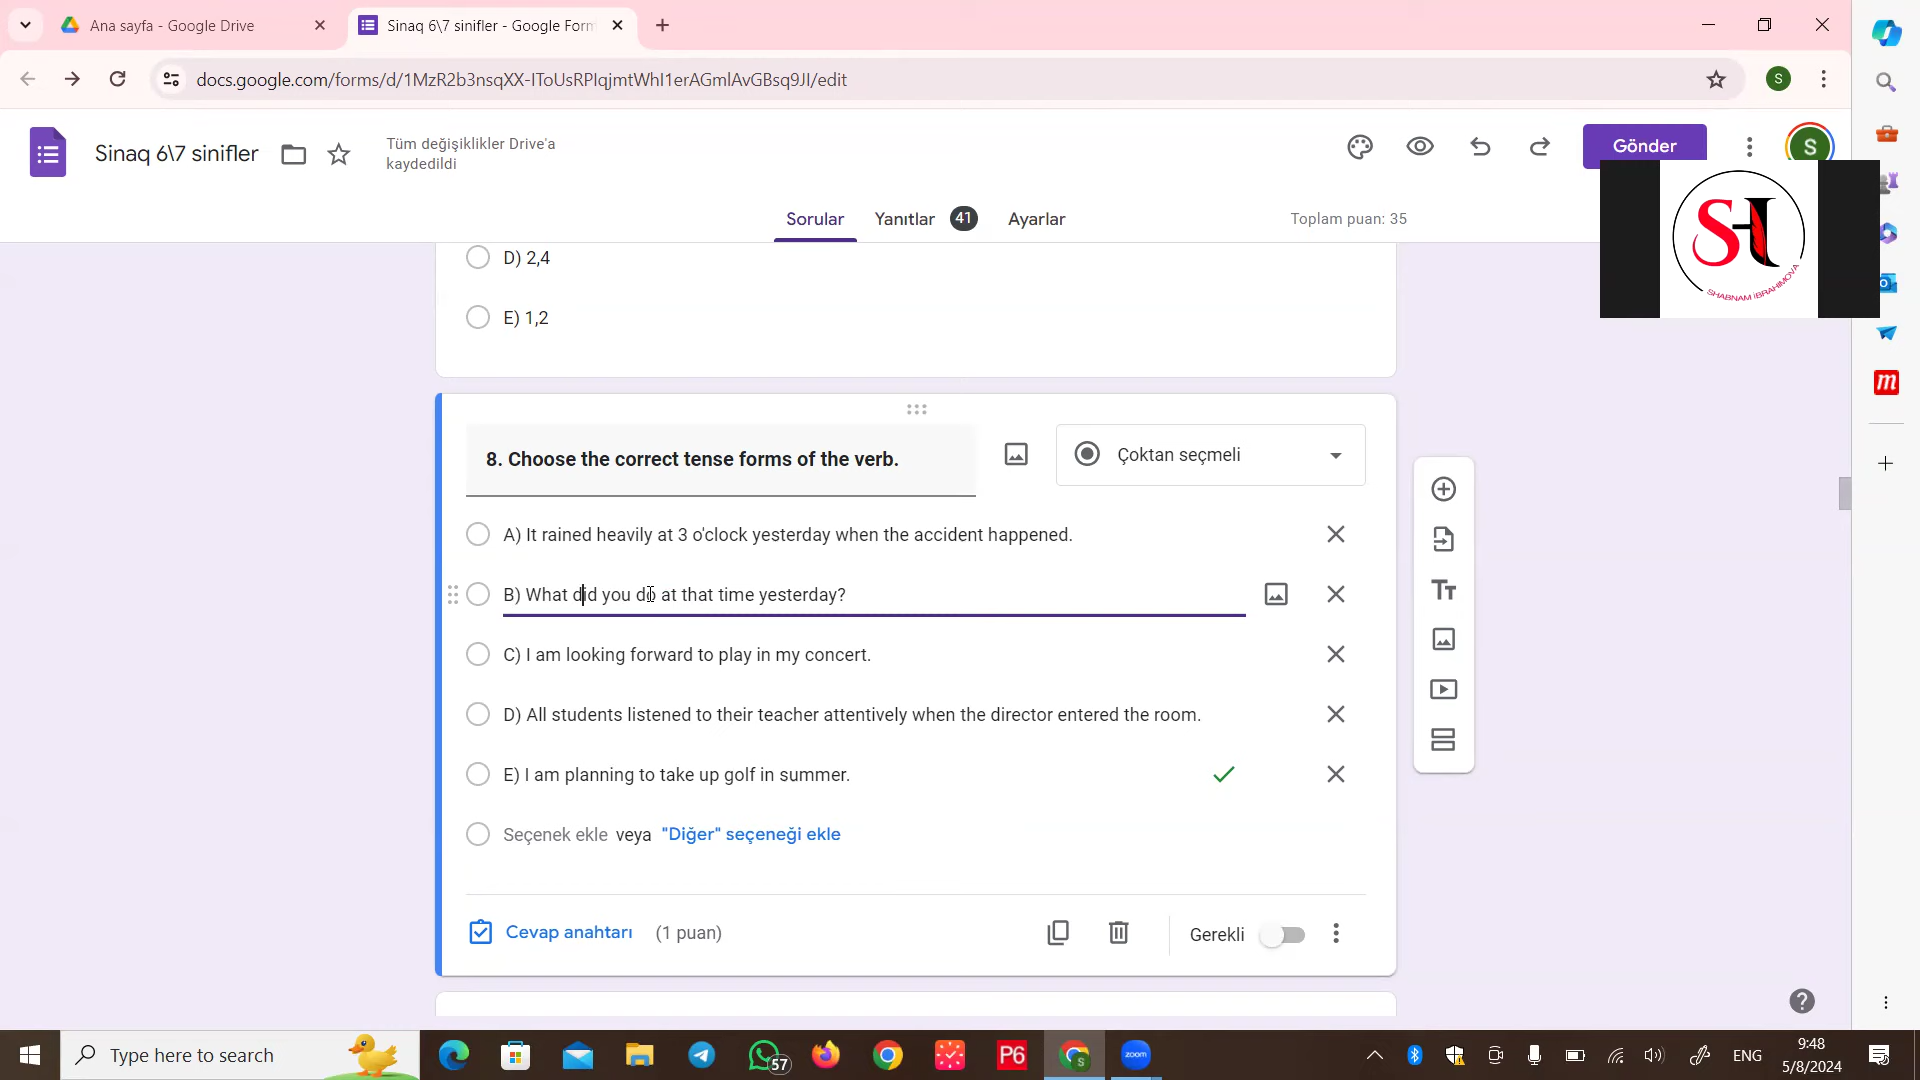 Ana sayfa - Google Drive
Sinaq 6\7 sinifler - Google Form
docs.google.com/forms/d/1MzR2b3nsqXX-IToUsRPIqjmtWhI1erAGmlAvGBsq9JI/edit
S
Sinaq 6\7 sinifler
Tüm değişiklikler Drive'a
kaydedildi
Gönder
S
Sorular
Yanıtlar 41
Ayarlar
Toplam puan: 35
SHABNAM İBRAHIMOVA
D) 2,4
E) 1,2
8. Choose the correct tense forms of the verb.
Çoktan seçmeli
A) It rained heavily at 3 o'clock yesterday when the accident happened.
B) What did you do at that time yesterday?
C) I am looking forward to play in my concert.
D) All students listened to their teacher attentively when the director entered the room.
E) I am planning to take up golf in summer.
Seçenek ekle veya "Diğer" seçeneği ekle
Cevap anahtarı (1 puan)
Gerekli
Type here to search
57
P6
S
zoom
ENG
9:48
5/8/2024